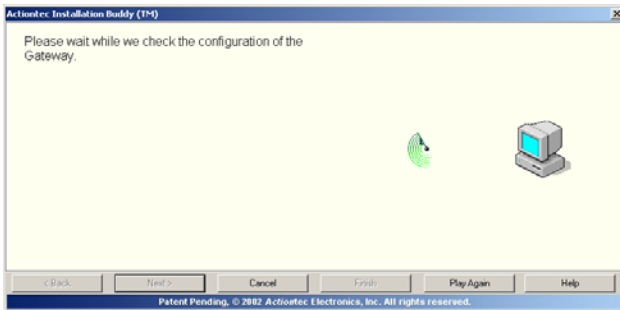 Actiontec Installation Buddy (TM)
Please wait while we check the configuration of the
Gateway.
< Back
Next >
Cancel
Finish
Play Again
Help
Patent Pending, © 2002 Actiontec Electronics, Inc. All rights reserved.